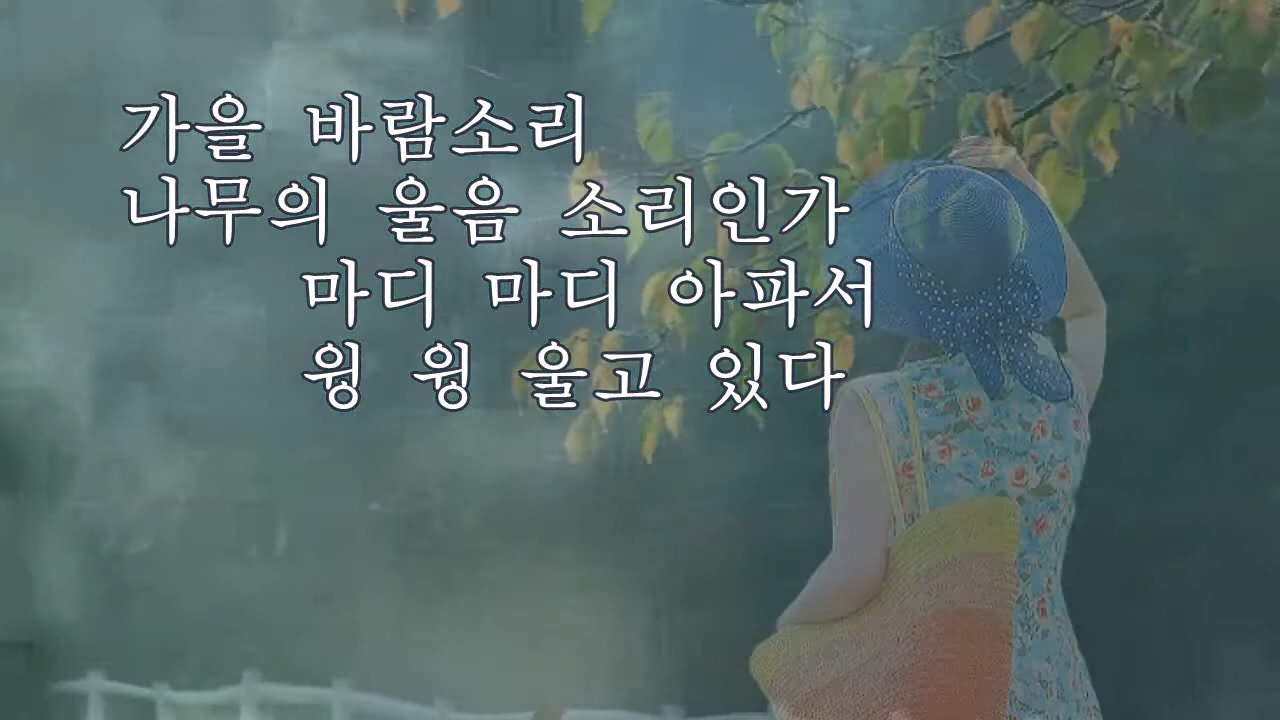 가을 바람소리
나무의 울음 소리인가
마디 마디 아파서
윙 윙 울고 있다